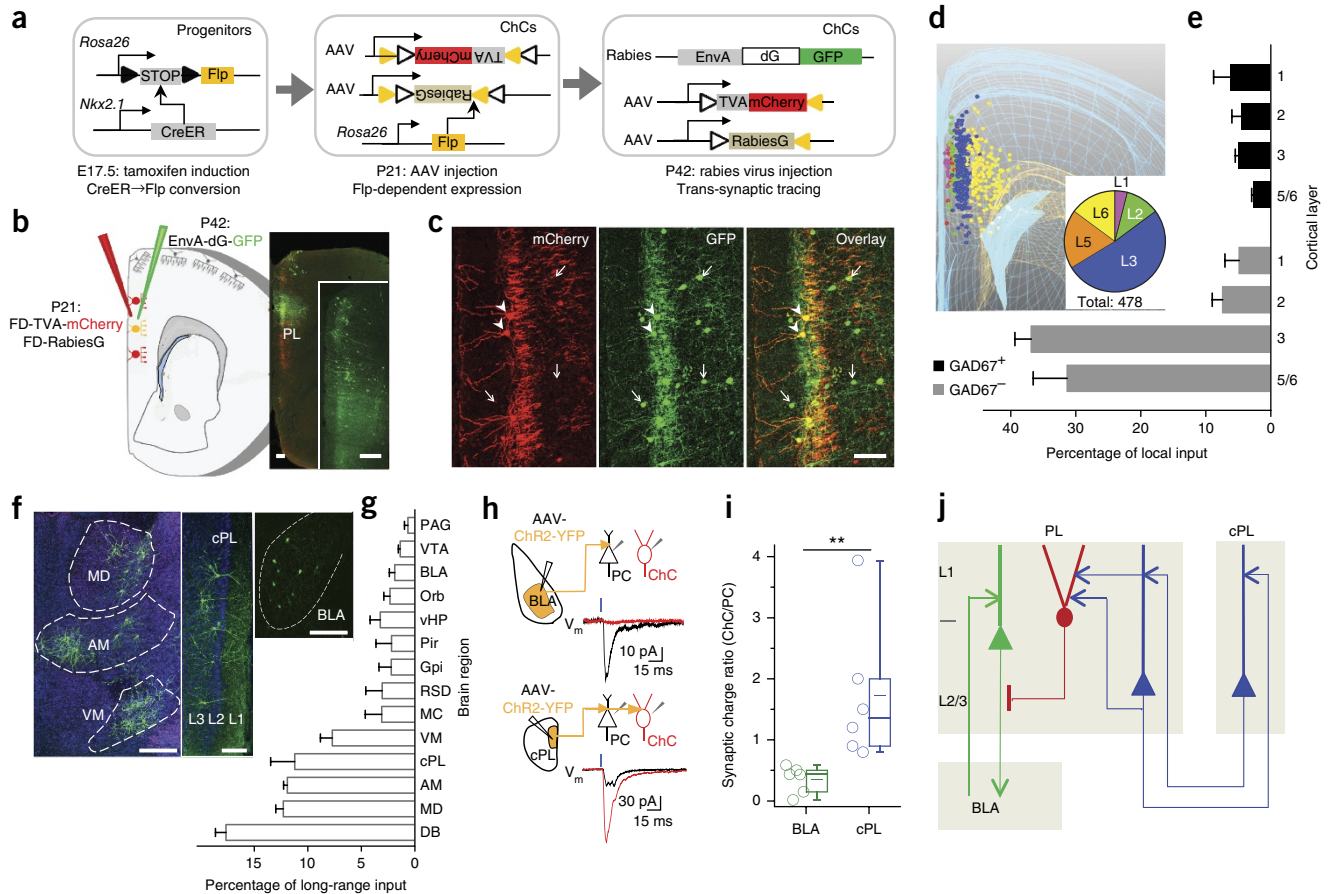 a
Progenitors
Rosa26
STOP
Flp
Nkx2.1
CreER
E17.5: tamoxifen induction
CreER→Flp conversion
ChCs
AAV
mCherry
TVA
AAV
RabiesG
Rosa26
Flp
P21: AAV injection
Flp-dependent expression
ChCs
Rabies
EnvA
dG
GFP
AAV
TVA
mCherry
AAV
RabiesG
P42: rabies virus injection
Trans-synaptic tracing
b
P42:
EnvA-dG-GFP
P21:
FD-TVA-mCherry
FD-RabiesG
PL
c
mCherry
GFP
Overlay
d
L1
L2
L3
L5
L6
Total: 478
e
1
2
3
5/6
1
2
3
5/6
Cortical layer
GAD67+
GAD67−
40
30
20
10
0
Percentage of local input
f
MD
AM
VM
cPL
L3 L2 L1
BLA
g
PAG
VTA
BLA
Orb
vHP
Pir
Gpi
RSD
MC
VM
cPL
AM
MD
DB
Brain region
15
10
5
0
Percentage of long-range input
h
AAV-
ChR2-YFP
BLA
PC
ChC
Vm
10 pA
15 ms
AAV-
ChR2-YFP
cPL
PC
ChC
Vm
30 pA
15 ms
i
**
4
3
2
1
0
Synaptic charge ratio (ChC/PC)
BLA
cPL
j
PL
cPL
L1
L2/3
BLA